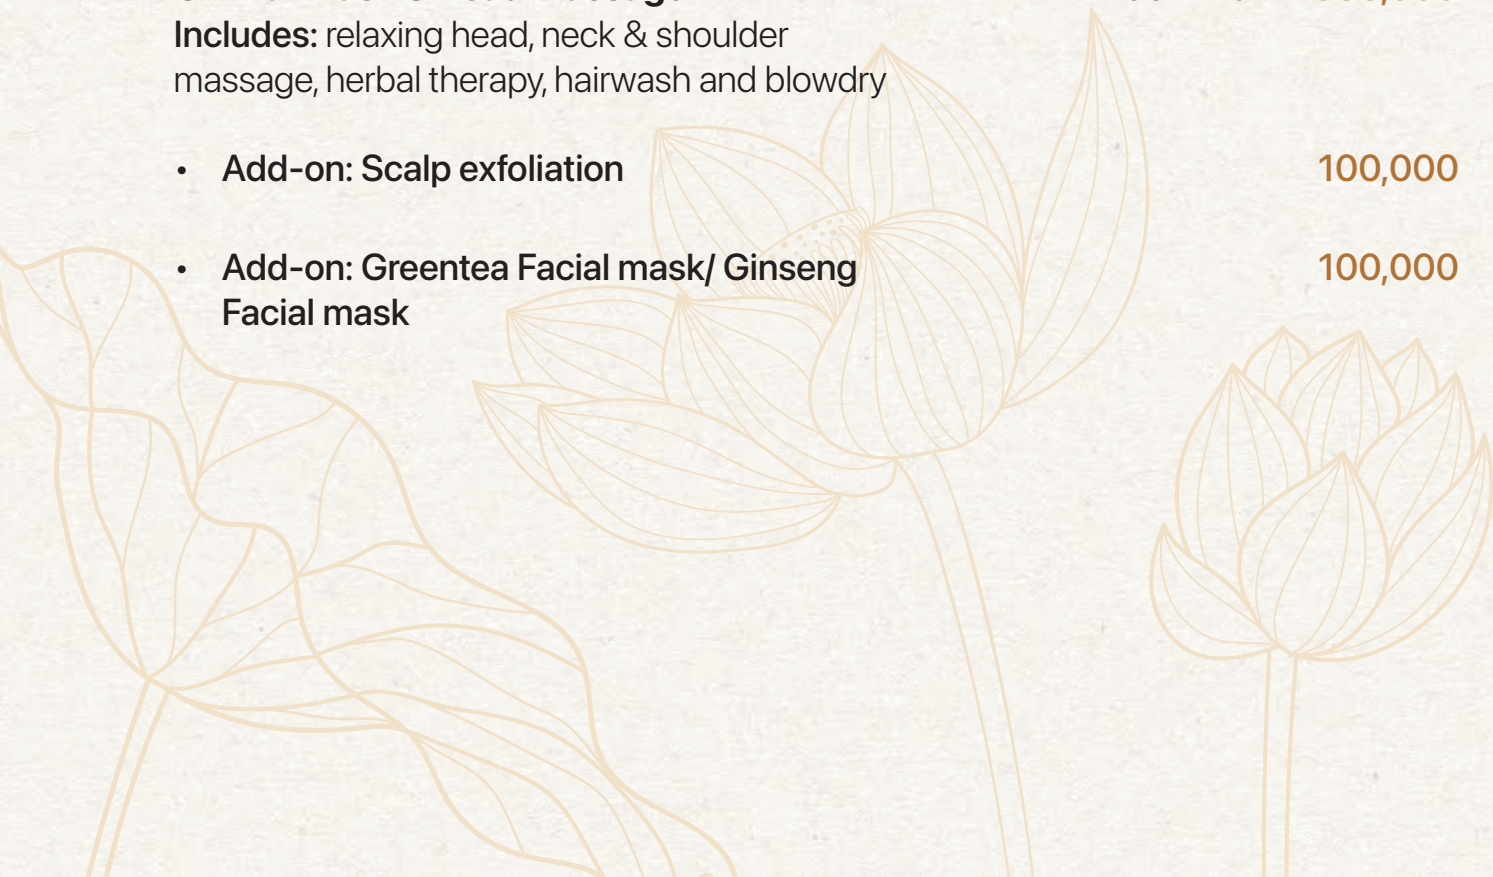 Includes: relaxing head, neck & shoulder
massage, herbal therapy, hairwash and blowdry
• Add-on: Scalp exfoliation 100,000
• Add-on: Greentea Facial mask/ Ginseng 100,000
Facial mask